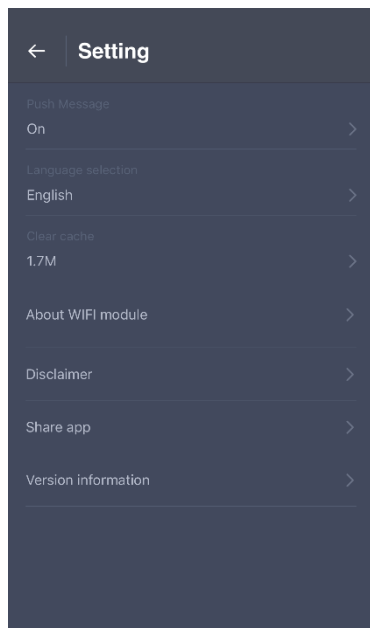 Setting
Push Message
On
Language selection
English
Clear cache
1.7M
About WIFI module
Disclaimer
Share app
Version information